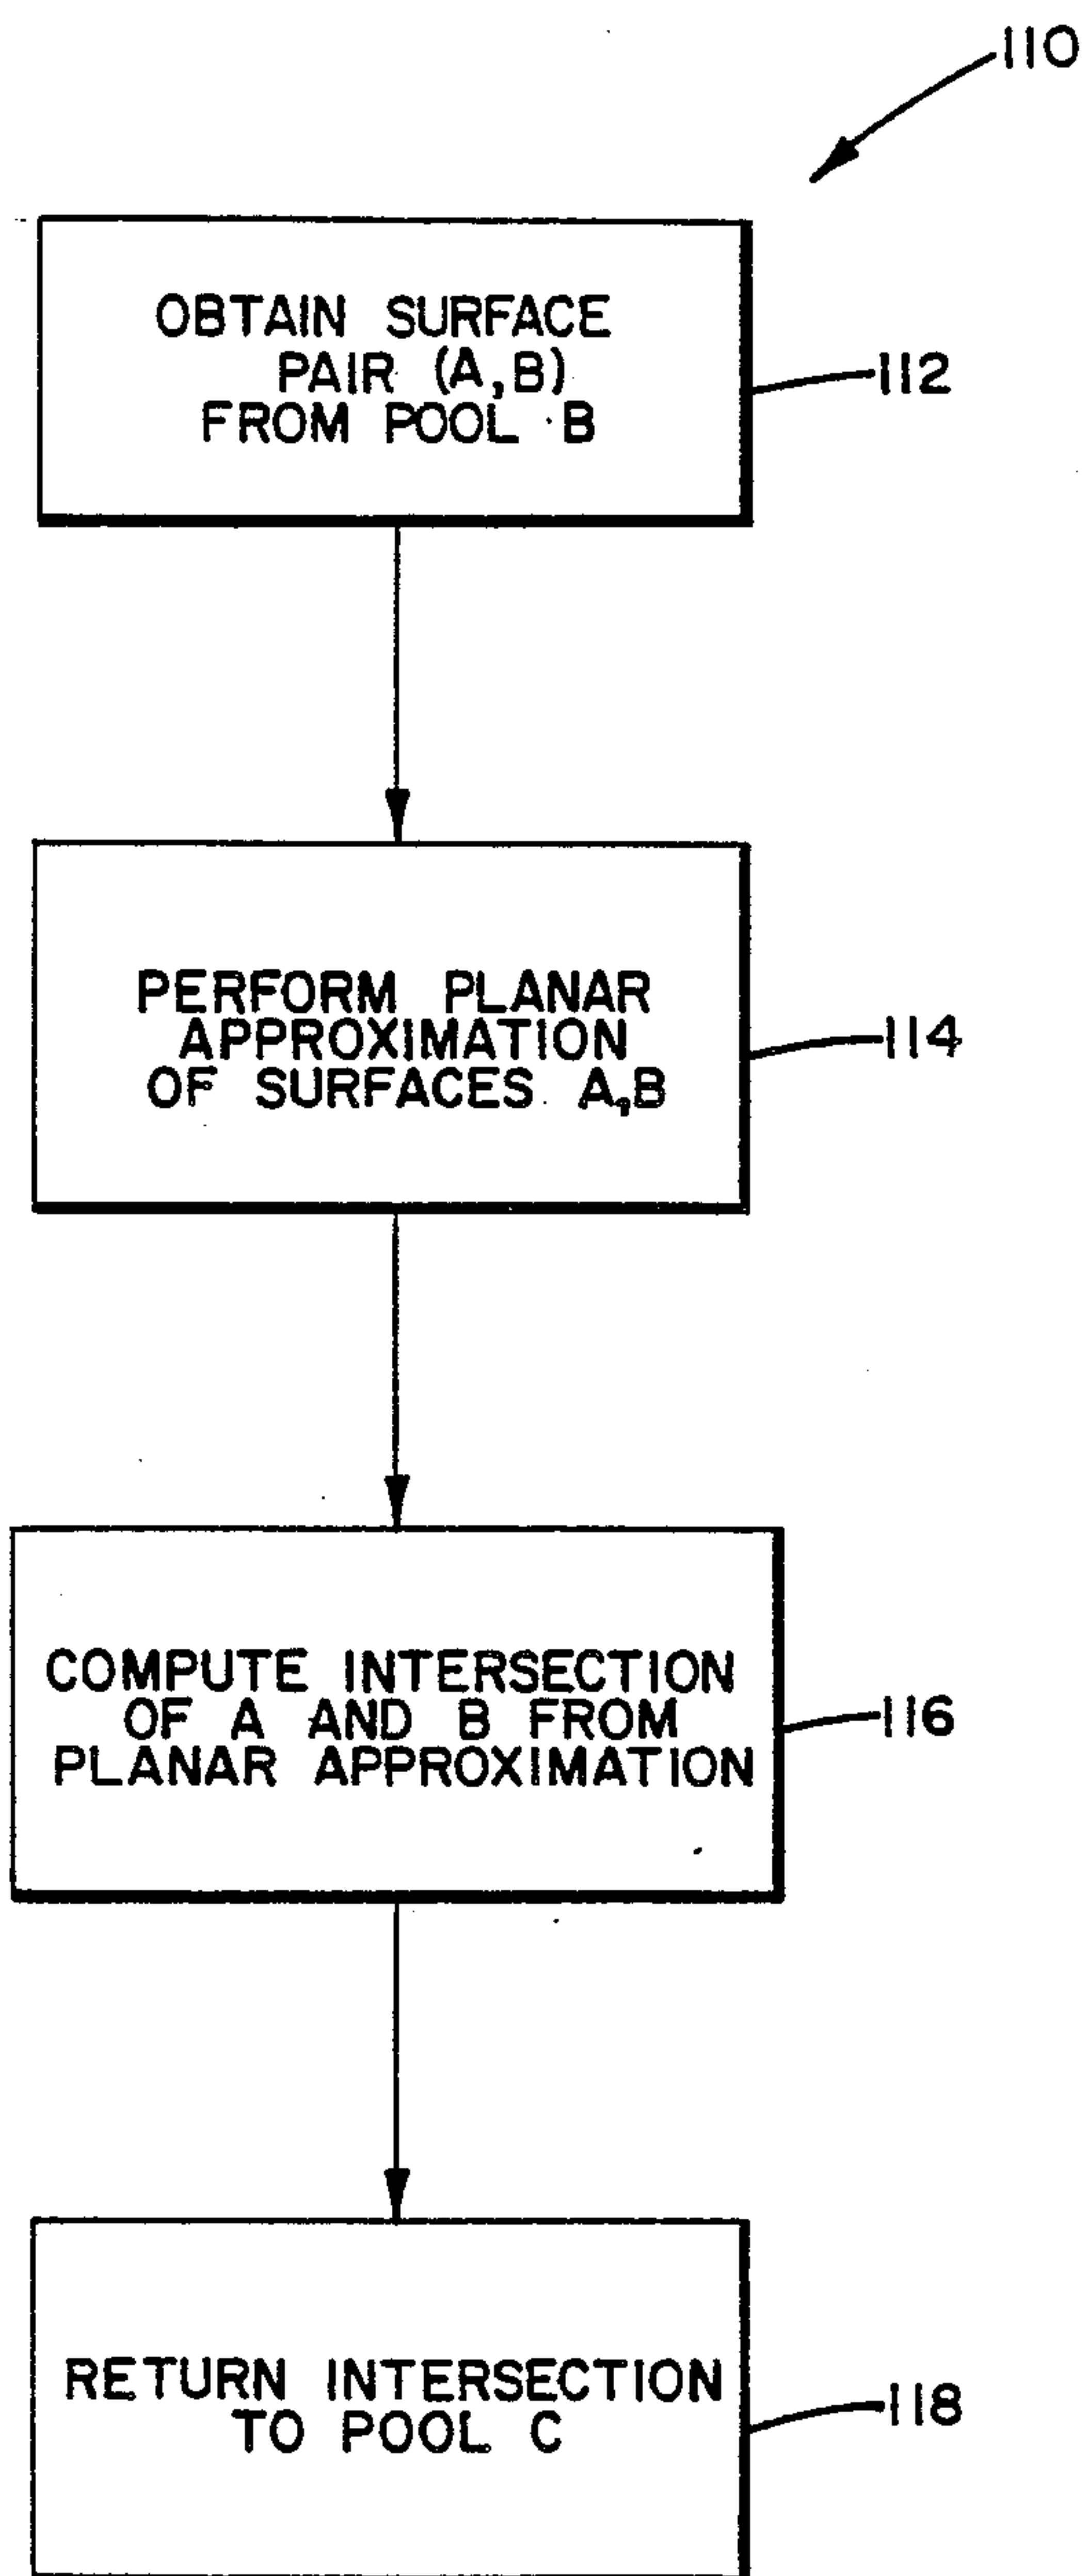 110
OBTAIN SURFACE
PAIR (A,B)
FROM POOL B
112
PERFORM PLANAR
APPROXIMATION
OF SURFACES A,B
114
COMPUTE INTERSECTION
OF A AND B FROM
PLANAR APPROXIMATION
116
RETURN INTERSECTION
TO POOL C
118